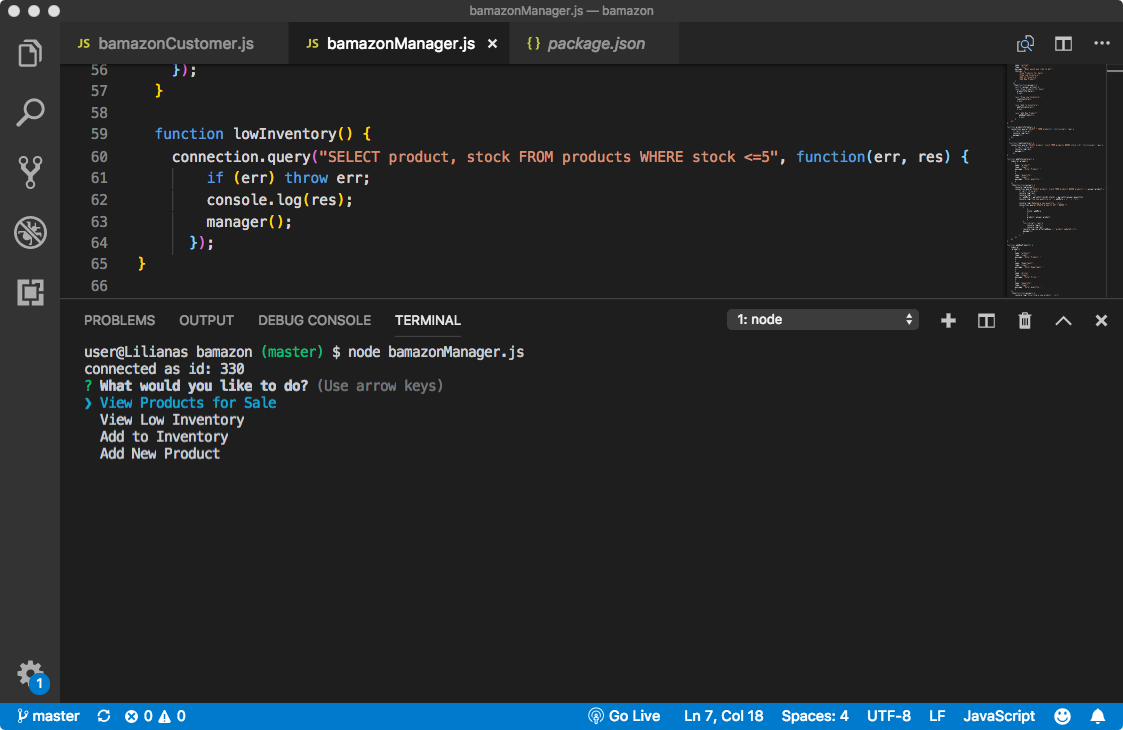 bamazonManager.js — bamazon
JS bamazonCustomer.js
JS bamazonManager.js ×
{} package.json
56 });
57 }
58
59 function lowInventory() {
60 connection.query("SELECT product, stock FROM products WHERE stock <=5", function(err, res) {
61 if (err) throw err;
62 console.log(res);
63 manager();
64 });
65 }
66
PROBLEMS OUTPUT DEBUG CONSOLE TERMINAL
1: node
user@Lilianas bamazon (master) $ node bamazonManager.js
connected as id: 330
? What would you like to do? (Use arrow keys)
❯ View Products for Sale
View Low Inventory
Add to Inventory
Add New Product
1
master 0 0 Go Live Ln 7, Col 18 Spaces: 4 UTF-8 LF JavaScript